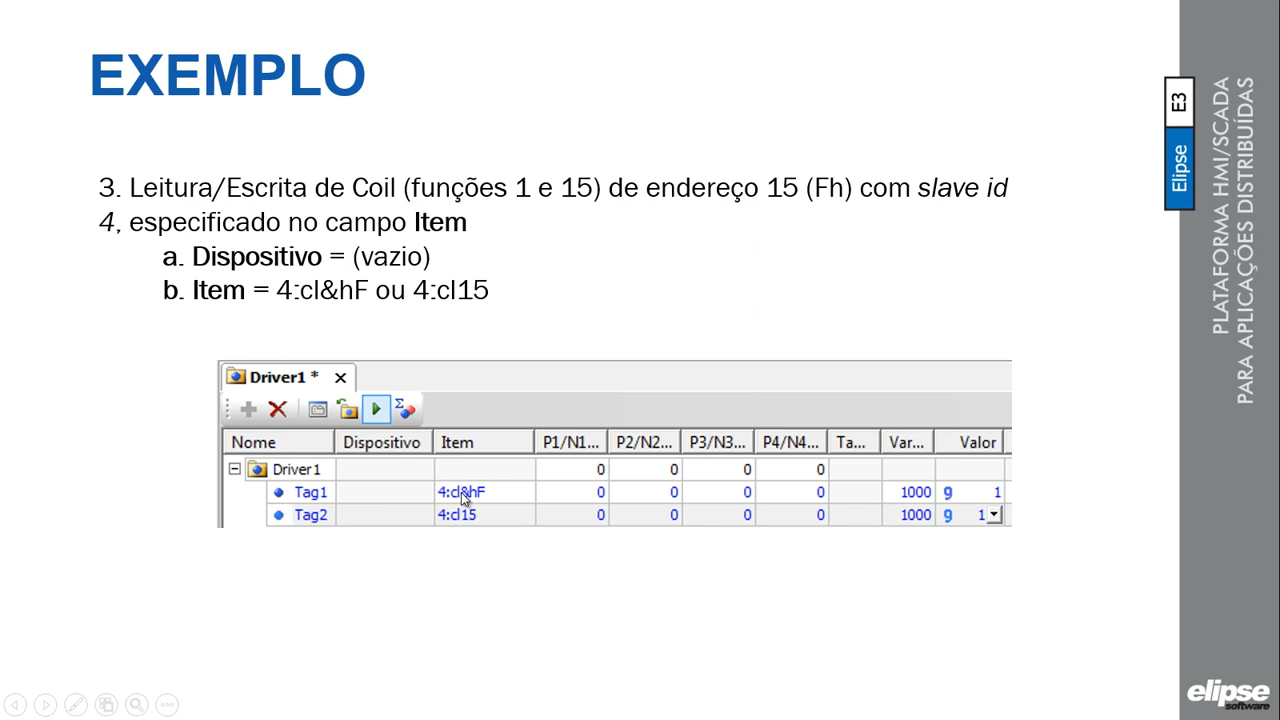 EXEMPLO
3. Leitura/Escrita de Coil (funções 1 e 15) de endereço 15 (Fh) com slave id
4, especificado no campo Item
a. Dispositivo = (vazio)
b. Item = 4:cl&hF ou 4:cl15
Driver1 *
Nome Dispositivo Item P1/N1... P2/N2... P3/N3... P4/N4... Ta... Var... Valor
Driver1 0 0 0 0
Tag1 4:cl&hF 0 0 0 0 1000 9 1
Tag2 4:cl15 0 0 0 0 1000 9 1
Elipse E3
PLATAFORMA HMI/SCADA
PARA APLICAÇÕES DISTRIBUÍDAS
elipse
software